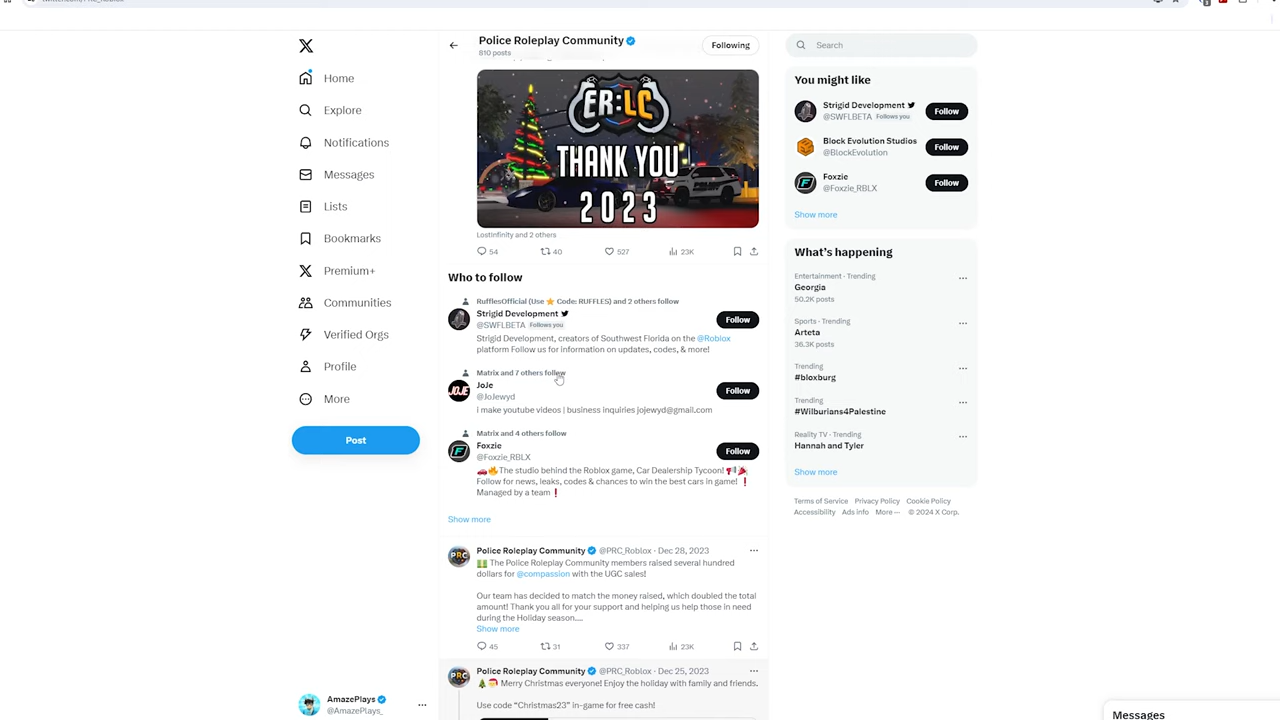 Police Roleplay Community
810 posts
Following
Search
Home
Explore
Notifications
Messages
Lists
Bookmarks
Premium+
Communities
Verified Orgs
Profile
More
Post
AmazePlays
@AmazePlays_
ER:LC
THANK YOU
2023
LostInfinity and 2 others
54 40 527 23K
Who to follow
RufflesOfficial (Use ⭐ Code: RUFFLES) and 2 others follow
Strigid Development
@SWFLBETA Follows you
Follow
Strigid Development, creators of Southwest Florida on the @Roblox
platform Follow us for information on updates, codes, & more!
Matrix and 7 others follow
JoJe
@JoJewyd
Follow
i make youtube videos | business inquiries jojewyd@gmail.com
Matrix and 4 others follow
Foxzie
@Foxzie_RBLX
Follow
🚗🔥The studio behind the Roblox game, Car Dealership Tycoon! 📢🎉
Follow for news, leaks, codes & chances to win the best cars in game! ❗
Managed by a team❗
Show more
Police Roleplay Community @PRC_Roblox · Dec 28, 2023
💵 The Police Roleplay Community members raised several hundred
dollars for @compassion with the UGC sales!
Our team has decided to match the money raised, which doubled the total
amount! Thank you all for your support and helping us help those in need
during the Holiday season....
Show more
45 31 337 23K
Police Roleplay Community @PRC_Roblox · Dec 25, 2023
🎄🎅 Merry Christmas everyone! Enjoy the holiday with family and friends.
Use code "Christmas23" in-game for free cash!
You might like
Strigid Development
@SWFLBETA Follows you
Follow
Block Evolution Studios
@BlockEvolution
Follow
Foxzie
@Foxzie_RBLX
Follow
Show more
What's happening
Entertainment · Trending
Georgia
50.2K posts
Sports · Trending
Arteta
36.3K posts
Trending
#bloxburg
Trending
#Wilburians4Palestine
Reality TV · Trending
Hannah and Tyler
Show more
Terms of Service Privacy Policy Cookie Policy
Accessibility Ads info More ··· © 2024 X Corp.
Messages